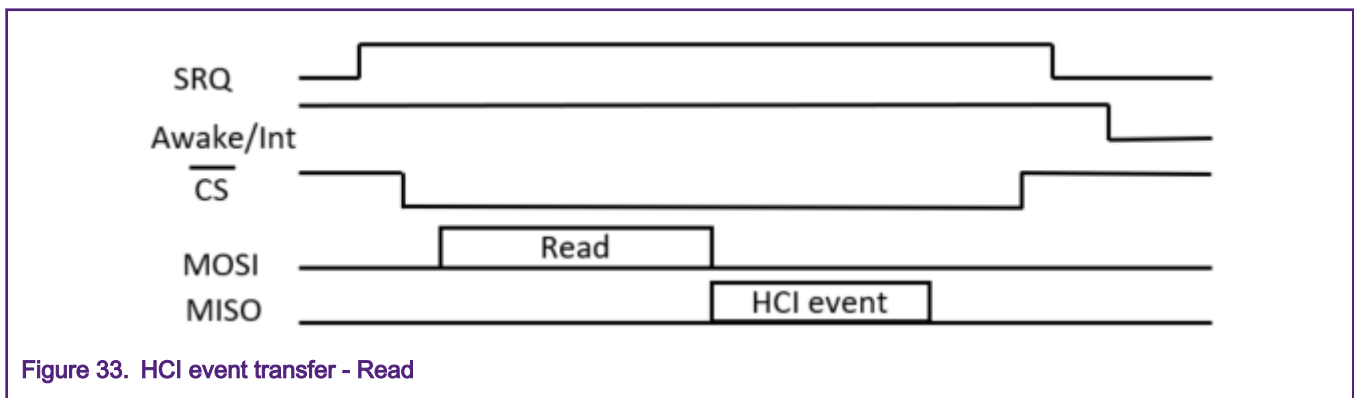 SRQ
Awake/Int
CS
Read
MOSI
HCI event
MISO
Figure 33. HCI event transfer - Read